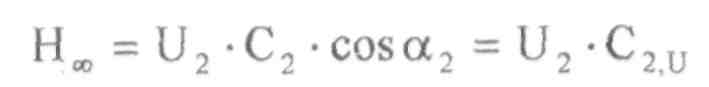 H∞ = U₂ · C₂ · cos α₂ = U₂ · C₂,U